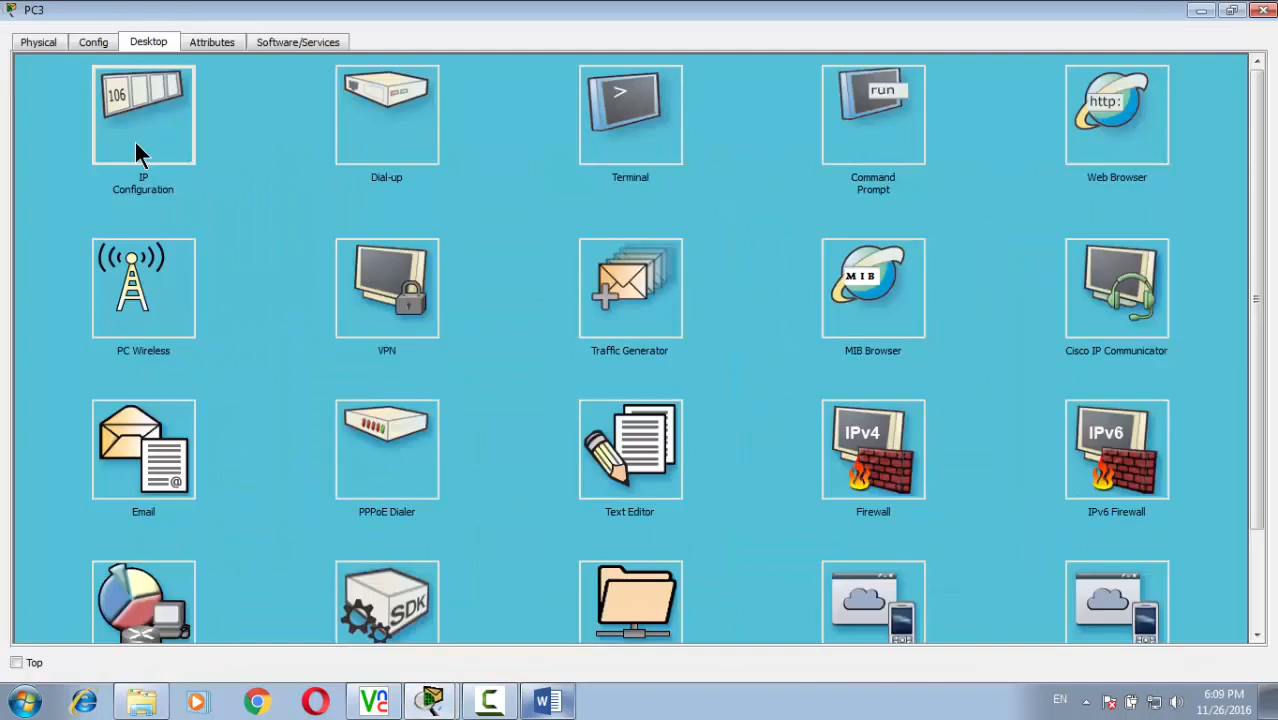 PC3
Physical
Config
Desktop
Attributes
Software/Services
106
>
run
http:
IP
Configuration
Dial-up
Terminal
Command
Prompt
Web Browser
MIB
PC Wireless
VPN
Traffic Generator
MIB Browser
Cisco IP Communicator
@
IPv4
IPv6
Email
PPPoE Dialer
Text Editor
Firewall
IPv6 Firewall
SDK
Top
EN
6:09 PM
11/26/2016